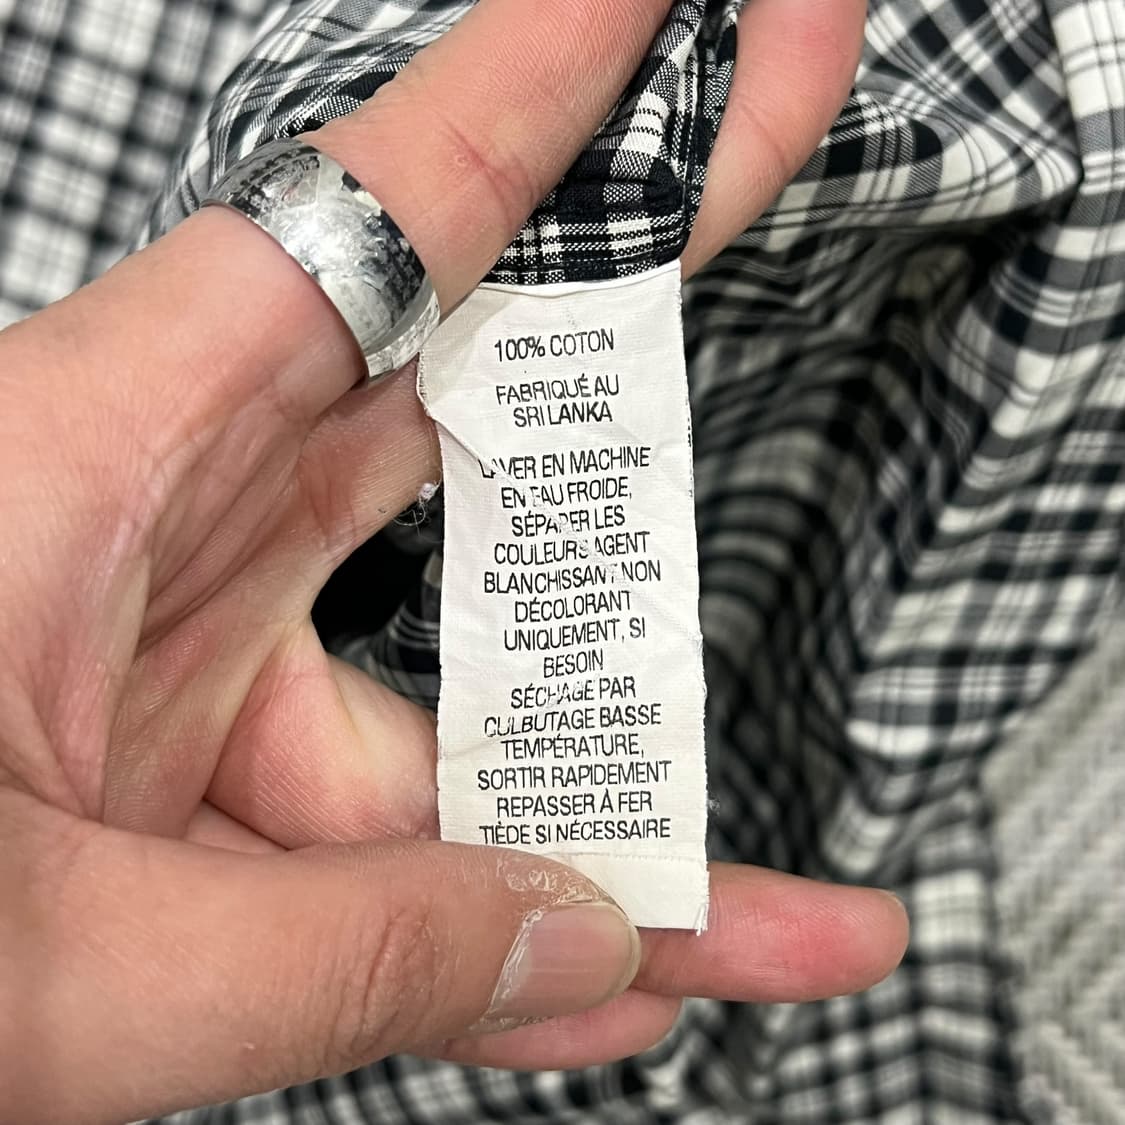 100% COTON
FABRIQUÉ AU
SRI LANKA
LAVER EN MACHINE
EN EAU FROIDE,
SÉPARER LES
COULEURS AGENT
BLANCHISSANT NON
DÉCOLORANT
UNIQUEMENT, SI
BESOIN
SÉCHAGE PAR
CULBUTAGE BASSE
TEMPÉRATURE,
SORTIR RAPIDEMENT
REPASSER À FER
TIÈDE SI NÉCESSAIRE